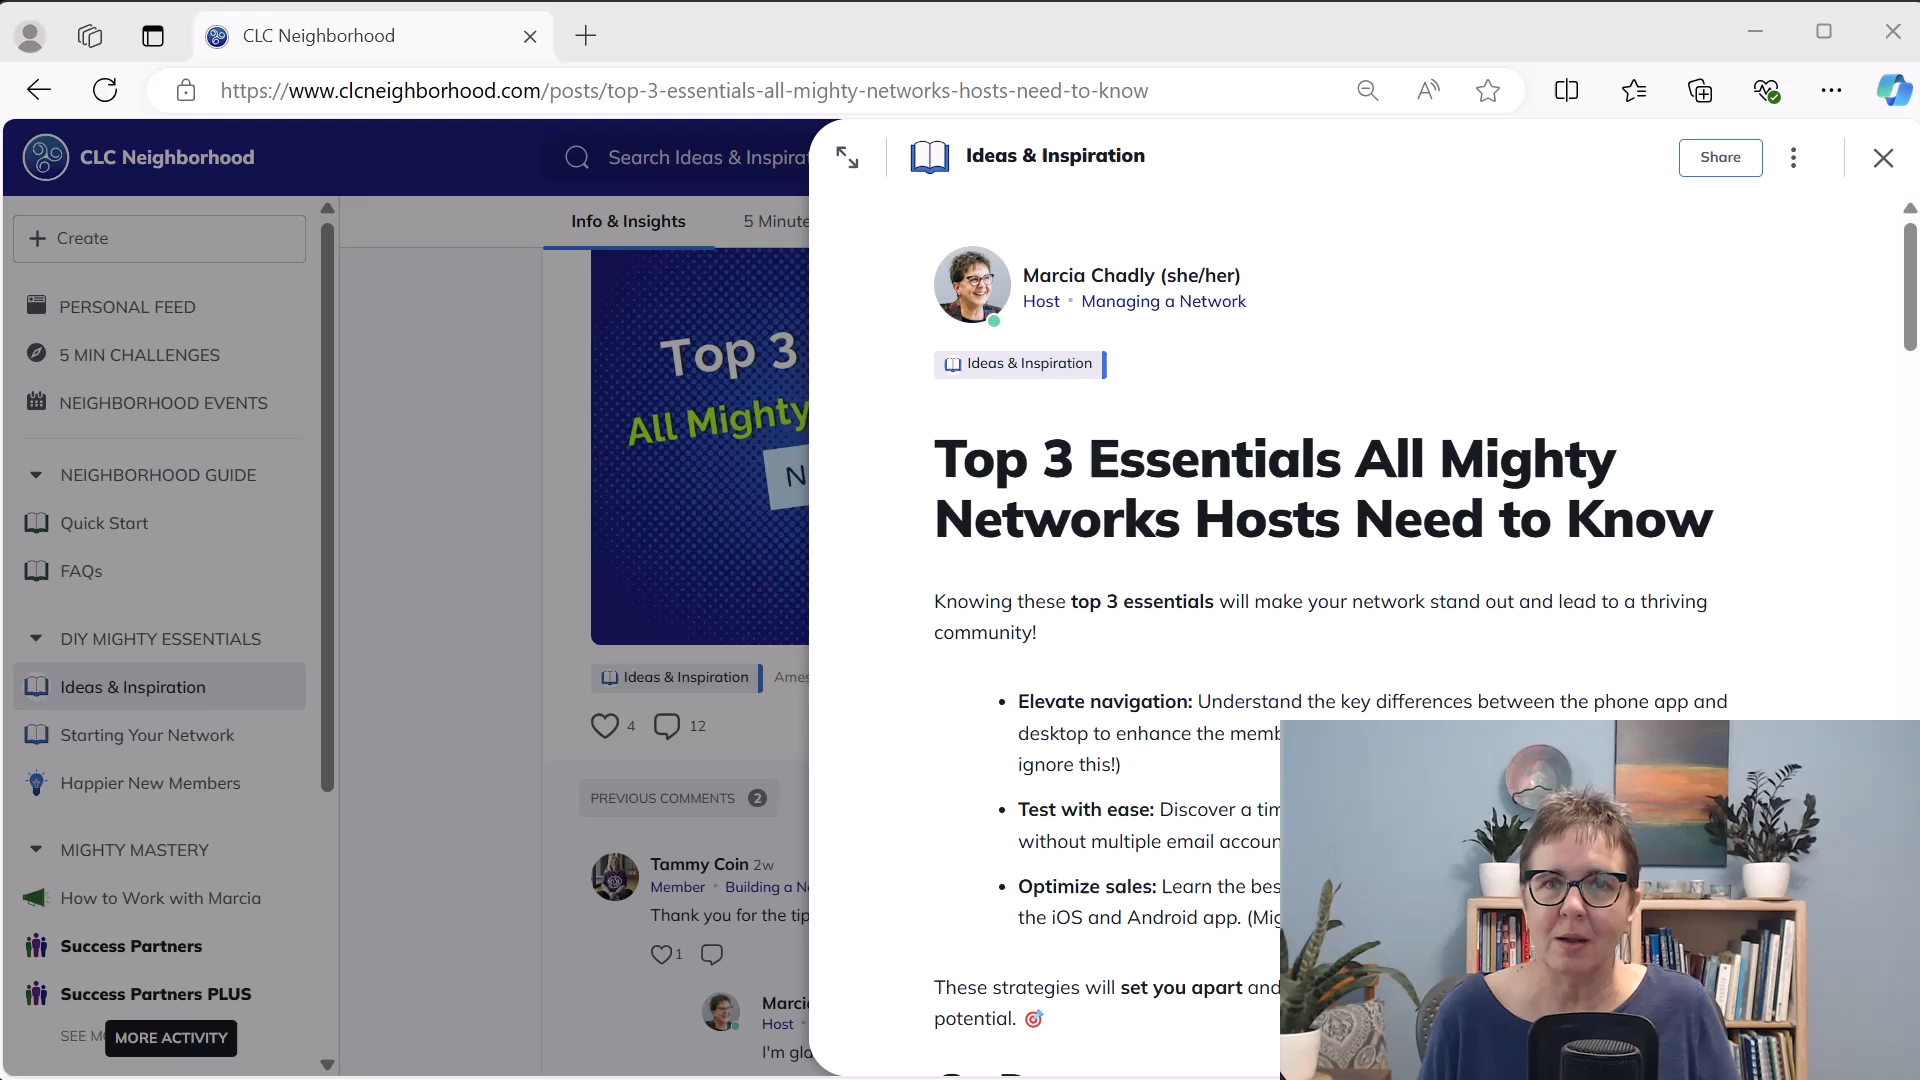 CLC Neighborhood
https://www.clcneighborhood.com/posts/top-3-essentials-all-mighty-networks-hosts-need-to-know
CLC Neighborhood
Search Ideas & Inspirat
Create
PERSONAL FEED
5 MIN CHALLENGES
NEIGHBORHOOD EVENTS
NEIGHBORHOOD GUIDE
Quick Start
FAQs
DIY MIGHTY ESSENTIALS
Ideas & Inspiration
Starting Your Network
Happier New Members
MIGHTY MASTERY
How to Work with Marcia
Success Partners
Success Partners PLUS
SEE MO
MORE ACTIVITY
Info & Insights
5 Minute
Top 3
All Mighty
N
Ideas & Inspiration
Ames
4
12
PREVIOUS COMMENTS 2
Tammy Coin 2w
Member • Building a Ne
Thank you for the tip
1
Marcia
Host •
I'm gla
Ideas & Inspiration
Share
Marcia Chadly (she/her)
Host • Managing a Network
Ideas & Inspiration
Top 3 Essentials All Mighty
Networks Hosts Need to Know
Knowing these top 3 essentials will make your network stand out and lead to a thriving
community!
• Elevate navigation: Understand the key differences between the phone app and
desktop to enhance the memb
ignore this!)
• Test with ease: Discover a tim
without multiple email accoun
• Optimize sales: Learn the bes
the iOS and Android app. (Mig
These strategies will set you apart and
potential. 🎯